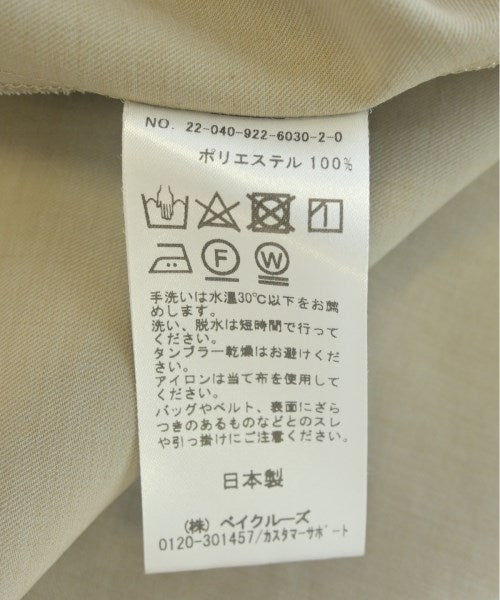 NO. 22-040-922-6030-2-0
ポリエステル 100%
F W
手洗いは水温30℃以下をお薦
めします。
洗い、脱水は短時間で行って
ください。
タンブラー乾燥はお避けくだ
さい。
アイロンは当て布を使用して
ください。
バッグやベルト、表面にざら
つきのあるものなどとのスレ
や引っ掛けにご注意ください。
日本製
(株) ベイクルーズ
0120-301457/カスタマーサポート